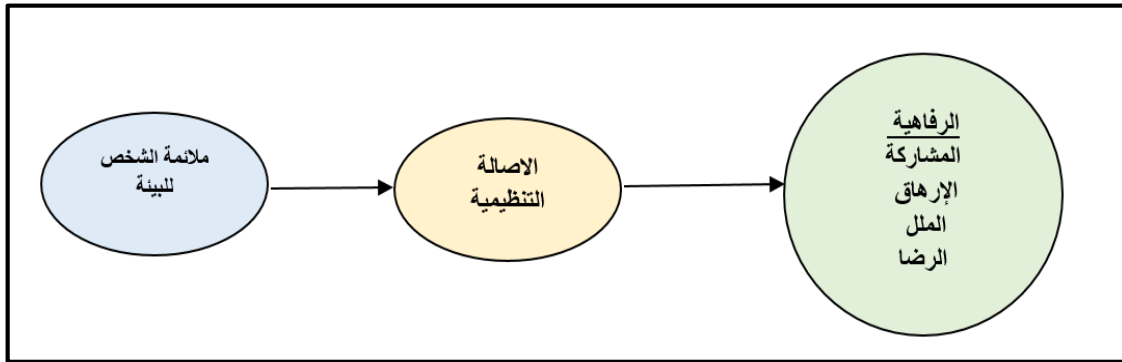 ملائمة الشخص
للبيئة
الاصالة
التنظيمية
الرفاهية
المشاركة
الإرهاق
الملل
الرضا